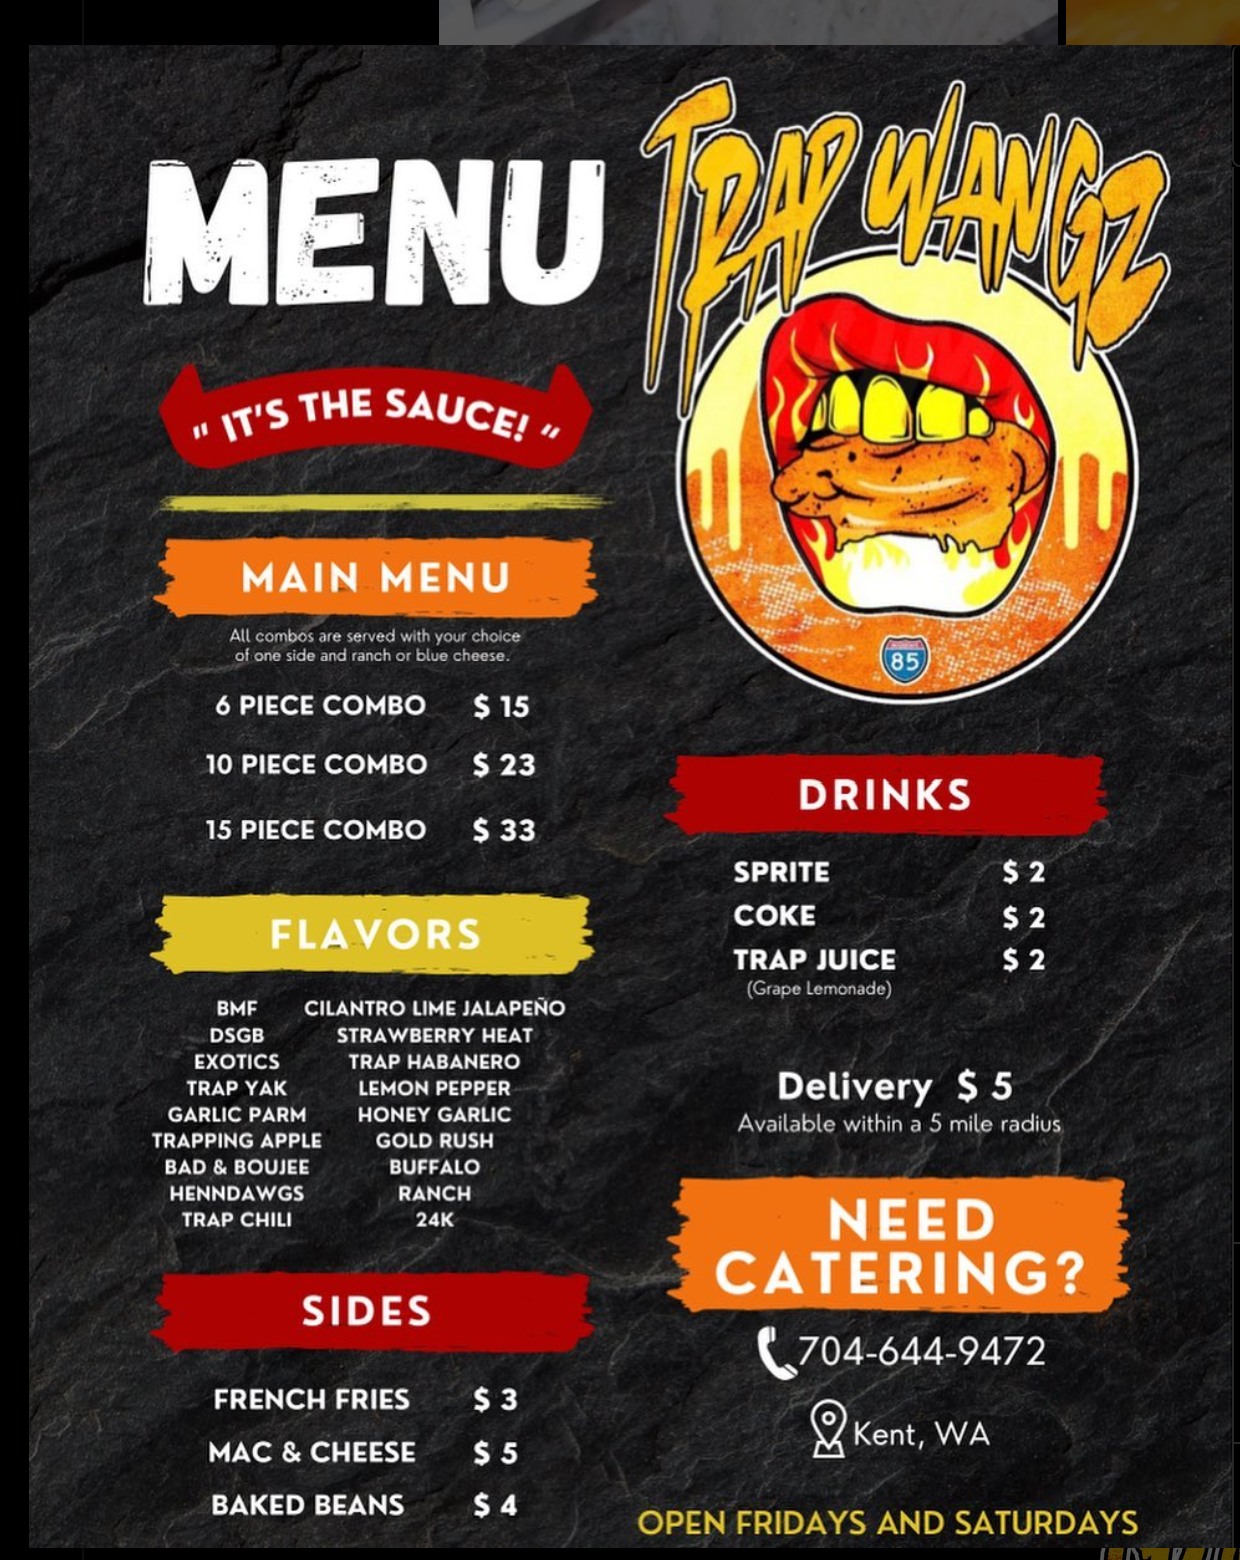 MENU
TRAP WANGZ
" IT'S THE SAUCE! "
85
MAIN MENU
All combos are served with your choice
of one side and ranch or blue cheese.
6 PIECE COMBO $ 15
10 PIECE COMBO $ 23
15 PIECE COMBO $ 33
FLAVORS
BMF CILANTRO LIME JALAPEÑO
DSGB STRAWBERRY HEAT
EXOTICS TRAP HABANERO
TRAP YAK LEMON PEPPER
GARLIC PARM HONEY GARLIC
TRAPPING APPLE GOLD RUSH
BAD & BOUJEE BUFFALO
HENNDAWGS RANCH
TRAP CHILI 24K
SIDES
FRENCH FRIES $ 3
MAC & CHEESE $ 5
BAKED BEANS $ 4
DRINKS
SPRITE $ 2
COKE $ 2
TRAP JUICE $ 2
(Grape Lemonade)
Delivery $ 5
Available within a 5 mile radius
NEED
CATERING?
704-644-9472
Kent, WA
OPEN FRIDAYS AND SATURDAYS